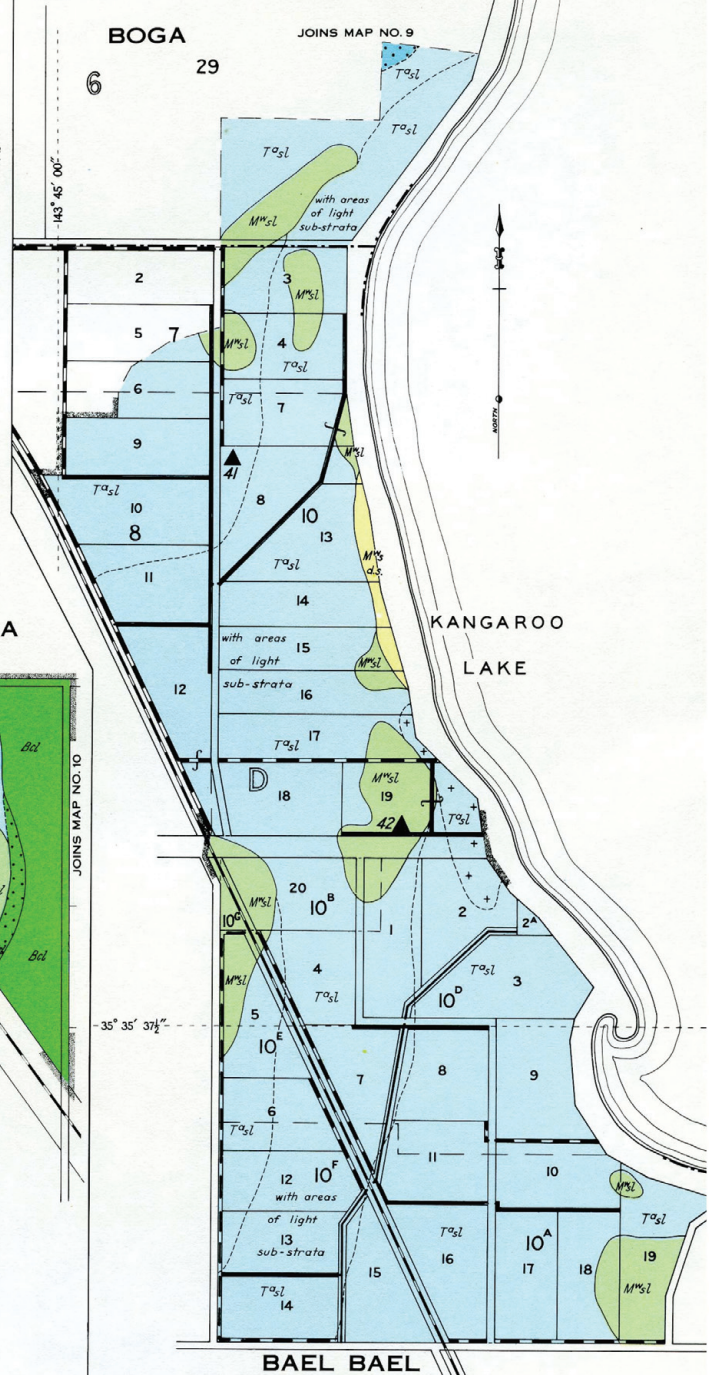 BOGA
JOINS MAP NO. 9
6
29
Tᵃsl
Tᵃsl
Tᵃsl
143° 45' 00"
with areas
of light
sub-strata
Mʷsl
2
3
Mʷsl
5
7
Mʷsl
4
Tᵃsl
6
Tᵃsl
7
NORTH
9
Mʷsl
41
Tᵃsl
10
8
8
10
13
11
Tᵃsl
Mʷs
d.s.
14
KANGAROO
LAKE
A
with areas
of light
sub-strata
15
Mʷsl
16
12
17
Tᵃsl
Bcl
JOINS MAP NO. 10
D
18
Mʷsl
19
42
Tᵃsl
20
10ᴮ
Mʷsl
10ᴳ
1
2
2ᴬ
Bcl
Mʷsl
4
Tᵃsl
Tᵃsl
10ᴰ
3
5
35° 35' 37½"
10ᴱ
7
8
9
6
Tᵃsl
11
10
12
10ᶠ
Mʷsl
with areas
of light
13
sub-strata
Tᵃsl
16
10ᴬ
17
18
Tᵃsl
19
Mʷsl
Tᵃsl
14
15
BAEL BAEL